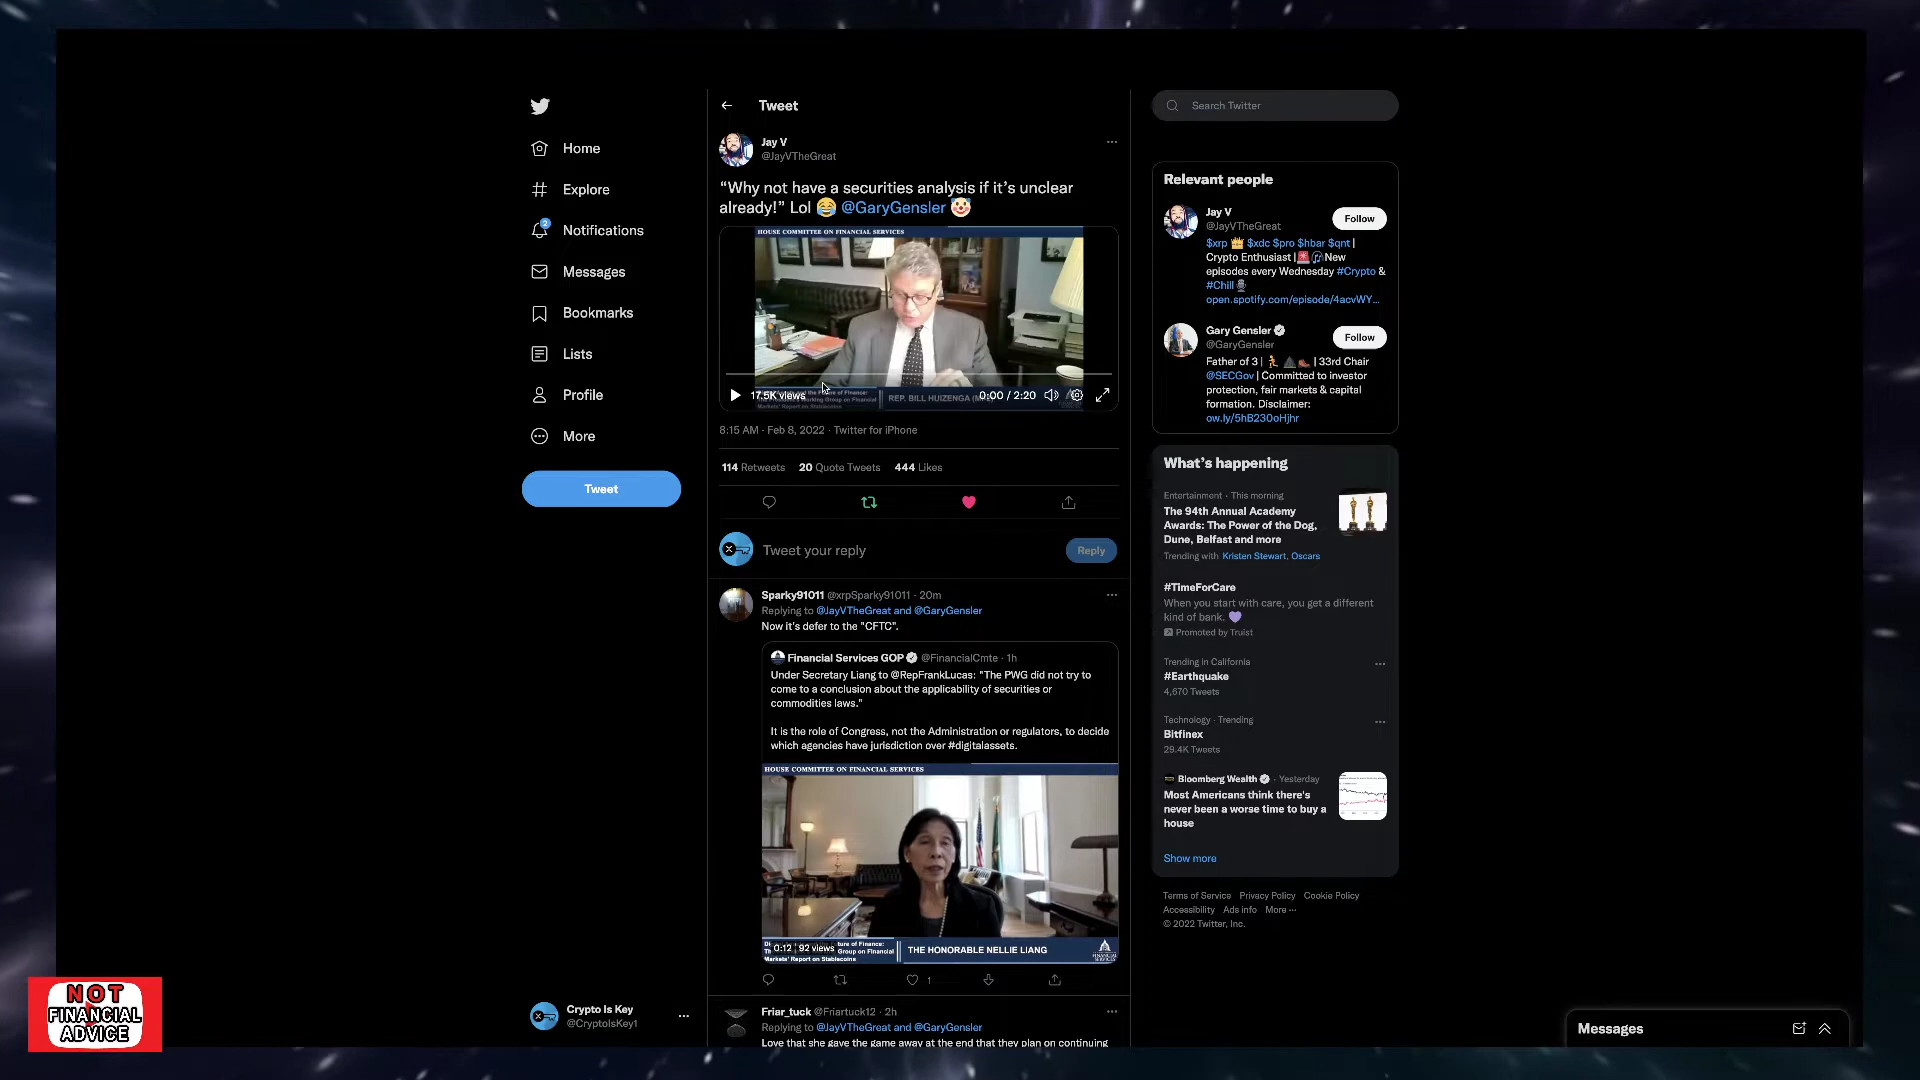 Home
Explore
2
Notifications
Messages
Bookmarks
Lists
Profile
More
Tweet
Crypto Is Key
@CryptoIsKey1
Tweet
Jay V
@JayVTheGreat
“Why not have a securities analysis if it’s unclear
already!” Lol 😂 @GaryGensler 🤡
HOUSE COMMITTEE ON FINANCIAL SERVICES
17.5K views
REP. BILL HUIZENGA
0:00 / 2:20
8:15 AM · Feb 8, 2022 · Twitter for iPhone
114 Retweets 20 Quote Tweets 444 Likes
Tweet your reply
Reply
Sparky91011 @xrpSparky91011 · 20m
Replying to @JayVTheGreat and @GaryGensler
Now it's defer to the "CFTC".
Financial Services GOP @FinancialCmte · 1h
Under Secretary Liang to @RepFrankLucas: "The PWG did not try to
come to a conclusion about the applicability of securities or
commodities laws."
It is the role of Congress, not the Administration or regulators, to decide
which agencies have jurisdiction over #digitalassets.
HOUSE COMMITTEE ON FINANCIAL SERVICES
ture of Finance:
0:12 92 views
Group on Financial
Markets' Report on Stablecoins
THE HONORABLE NELLIE LIANG
1
Friar_tuck @Friartuck12 · 2h
Replying to @JayVTheGreat and @GaryGensler
Love that she gave the game away at the end that they plan on continuing
Search Twitter
Relevant people
Jay V
@JayVTheGreat
Follow
$xrp 👑 $xdc $pro $hbar $qnt |
Crypto Enthusiast |🚨🎧New
episodes every Wednesday #Crypto &
#Chill🎙
open.spotify.com/episode/4acvWY...
Gary Gensler
@GaryGensler
Follow
Father of 3 | | 33rd Chair
@SECGov | Committed to investor
protection, fair markets & capital
formation. Disclaimer:
ow.ly/5hB230oHjhr
What’s happening
Entertainment · This morning
The 94th Annual Academy
Awards: The Power of the Dog,
Dune, Belfast and more
Trending with Kristen Stewart, Oscars
#TimeForCare
When you start with care, you get a different
kind of bank. 💜
Promoted by Truist
Trending in California
#Earthquake
4,670 Tweets
Technology · Trending
Bitfinex
29.4K Tweets
Bloomberg Wealth · Yesterday
Most Americans think there's
never been a worse time to buy a
house
Show more
Terms of Service Privacy Policy Cookie Policy
Accessibility Ads info More ···
© 2022 Twitter, Inc.
Messages
NOT
FINANCIAL
ADVICE